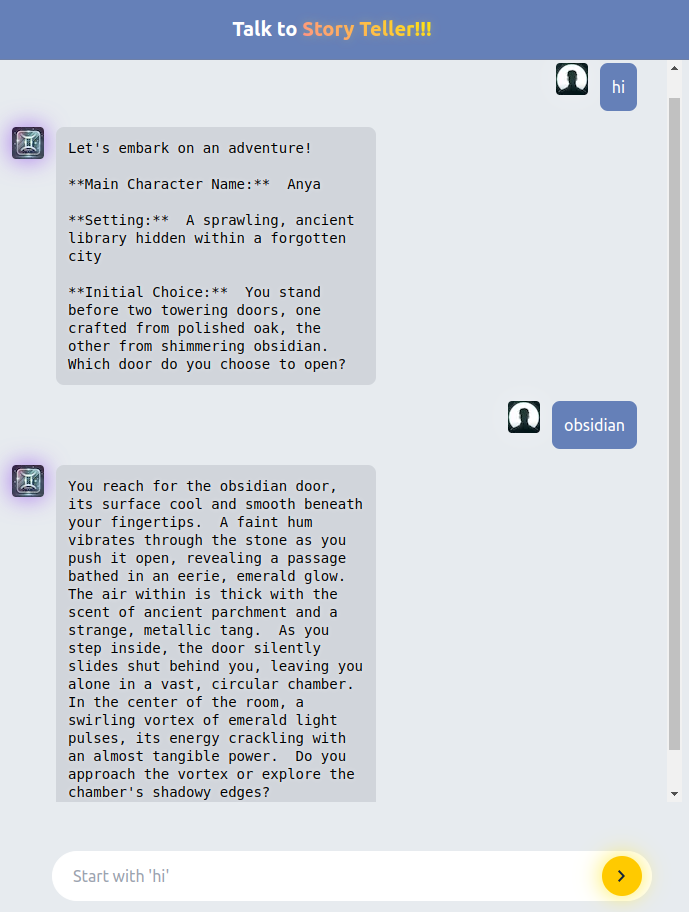 Talk to Story Teller!!!
hi
Let's embark on an adventure!
**Main Character Name:**  Anya
**Setting:**  A sprawling, ancient
library hidden within a forgotten
city
**Initial Choice:**  You stand
before two towering doors, one
crafted from polished oak, the
other from shimmering obsidian.
Which door do you choose to open?
obsidian
You reach for the obsidian door,
its surface cool and smooth beneath
your fingertips.  A faint hum
vibrates through the stone as you
push it open, revealing a passage
bathed in an eerie, emerald glow.
The air within is thick with the
scent of ancient parchment and a
strange, metallic tang.  As you
step inside, the door silently
slides shut behind you, leaving you
alone in a vast, circular chamber.
In the center of the room, a
swirling vortex of emerald light
pulses, its energy crackling with
an almost tangible power.  Do you
approach the vortex or explore the
chamber's shadowy edges?
Start with 'hi'